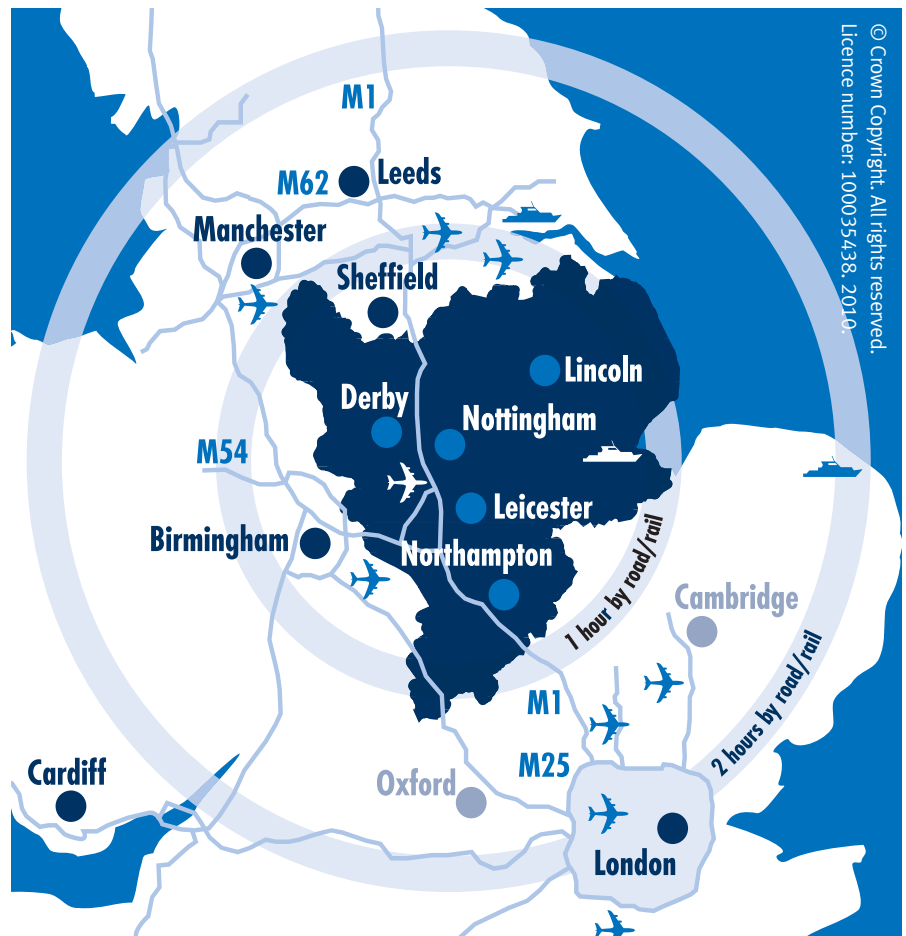 © Crown Copyright. All rights reserved.
Licence number: 100035438. 2010.
M1
M62
Leeds
Manchester
Sheffield
Lincoln
Derby
Nottingham
M54
Leicester
Birmingham
Northampton
1 hour by road/rail
Cambridge
2 hours by road/rail
M1
M25
Cardiff
Oxford
London